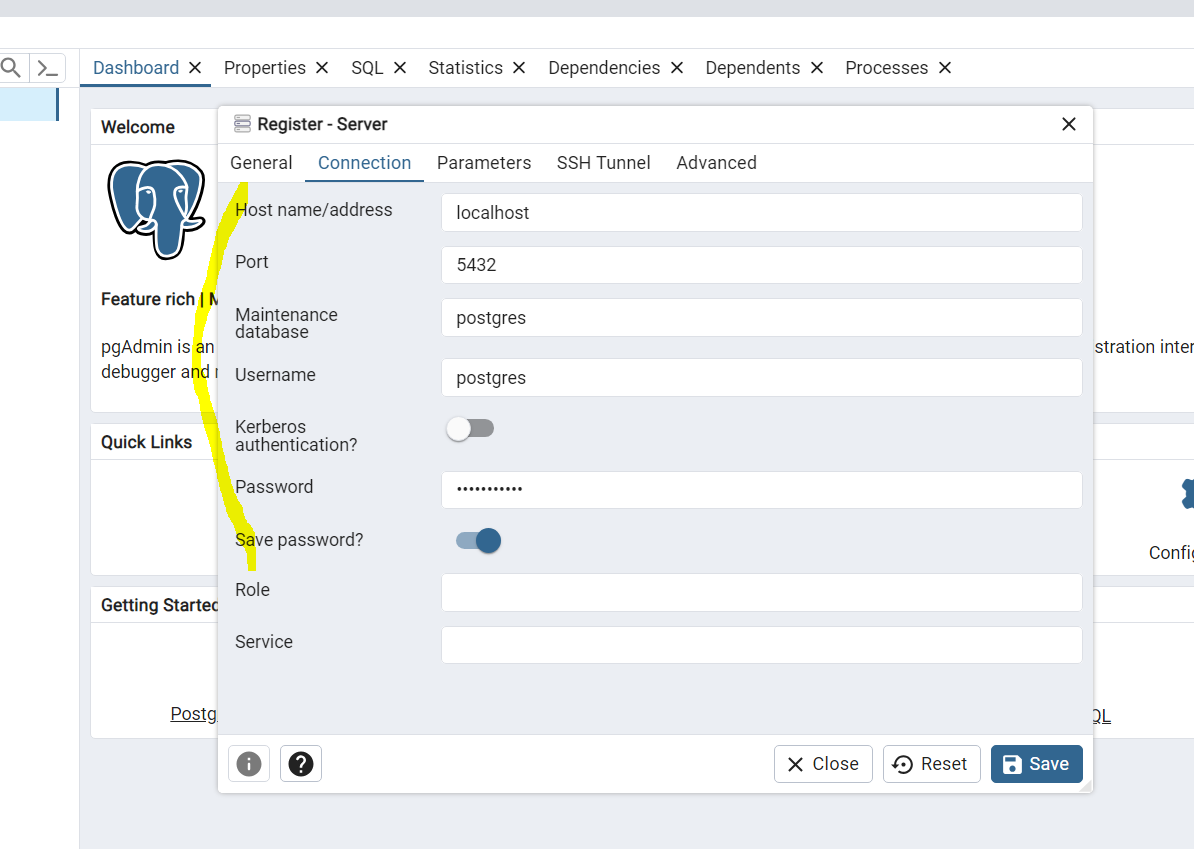 Dashboard Properties SQL Statistics Dependencies Dependents Processes
Welcome
Register - Server
General Connection Parameters SSH Tunnel Advanced
Host name/address localhost
Port 5432
Feature rich |
Maintenance
database
postgres
pgAdmin is an
stration inter
debugger and
Username postgres
Quick Links
Kerberos
authentication?
Password •••••••••••
Save password?
Config
Role
Getting Started
Service
Postg
QL
Close Reset Save